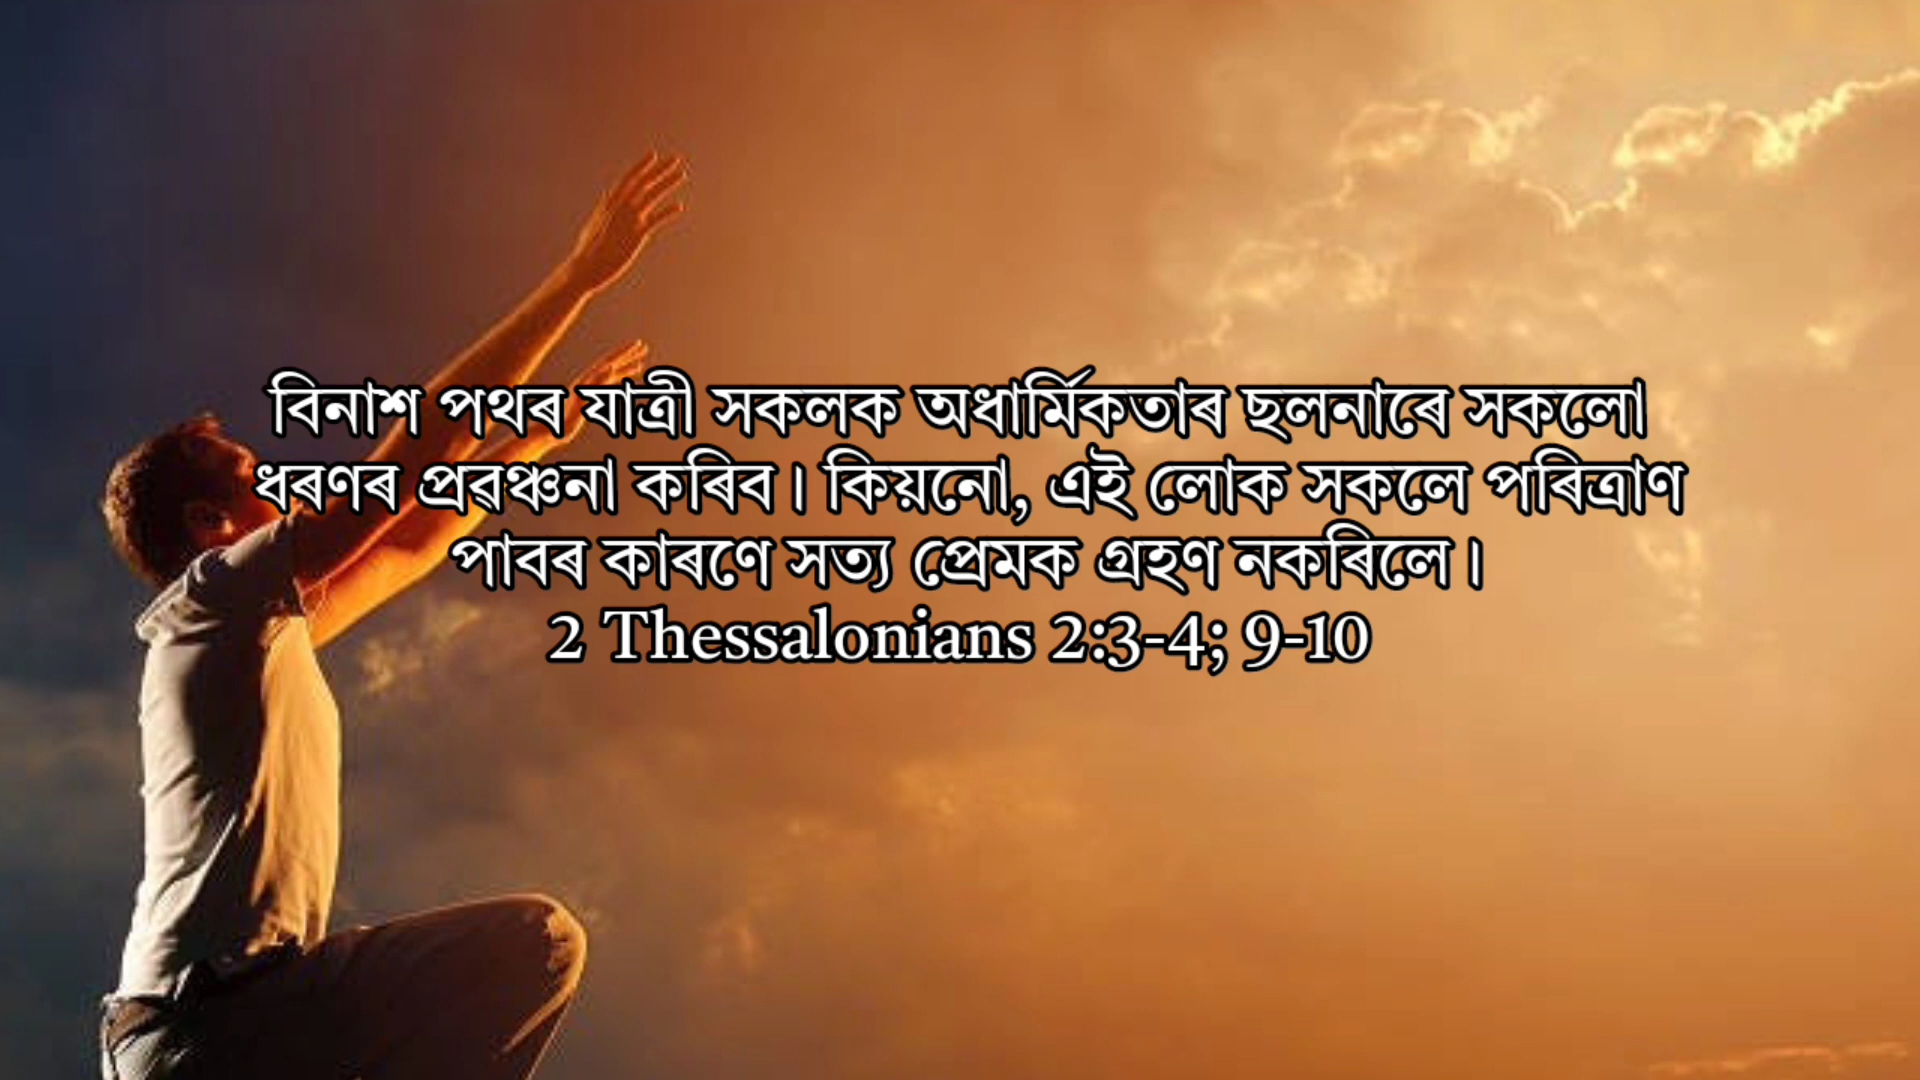 বিনাশ পথৰ যাত্ৰী সকলক অধাৰ্মিকতাৰ ছলনাৰে সকলো
ধৰণৰ প্ৰৱঞ্চনা কৰিব। কিয়নো, এই লোক সকলে পৰিত্ৰাণ
পাবৰ কাৰণে সত্য প্ৰেমক গ্ৰহণ নকৰিলে।
2 Thessalonians 2:3-4; 9-10